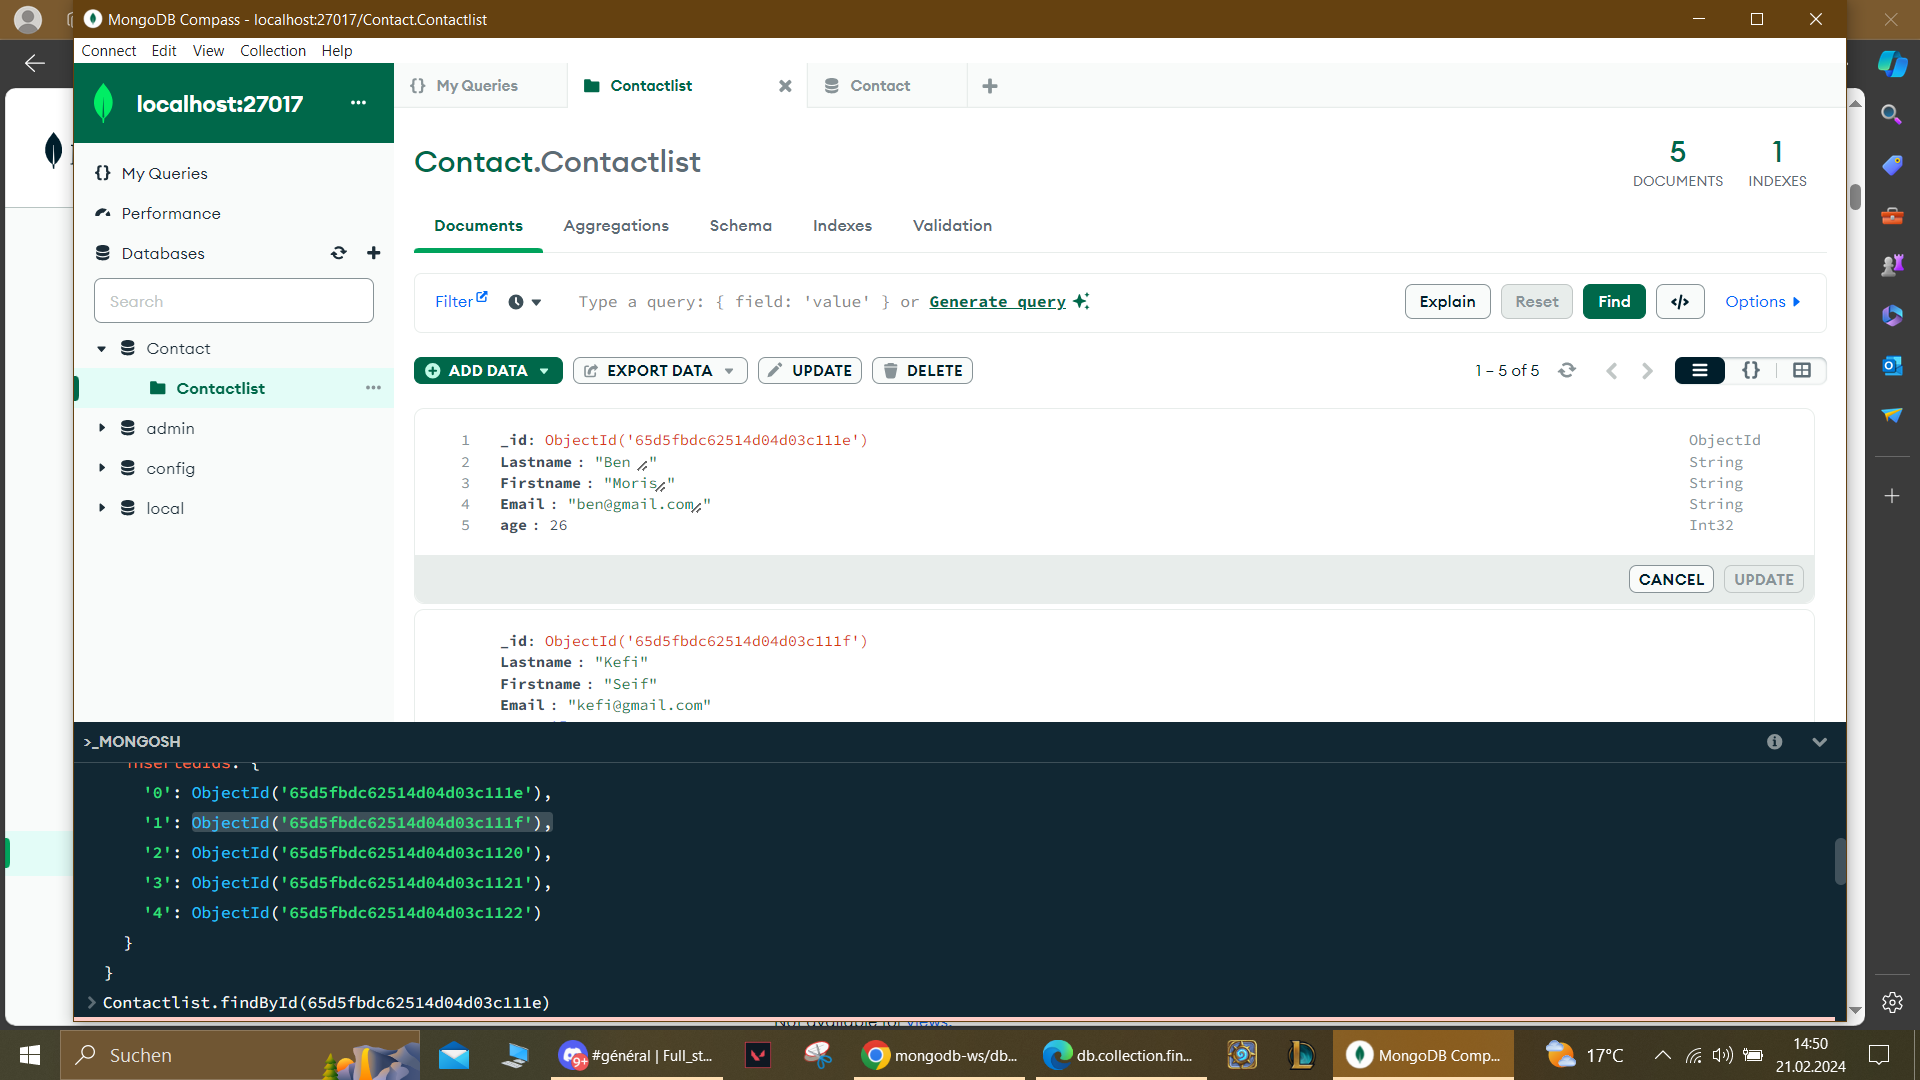 MongoDB Compass - localhost:27017/Contact.Contactlist
Connect Edit View Collection Help
localhost:27017
My Queries
Performance
Databases
Search
Contact
Contactlist
admin
config
local
{} My Queries
Contactlist
Contact
Contact.Contactlist
5
DOCUMENTS
1
INDEXES
Documents Aggregations Schema Indexes Validation
Filter Type a query: { field: 'value' } or Generate query Explain Reset Find </> Options
ADD DATA EXPORT DATA UPDATE DELETE 1 – 5 of 5 {}
1 _id: ObjectId('65d5fbdc62514d04d03c111e') ObjectId
2 Lastname : "Ben " String
3 Firstname : "Moris" String
4 Email : "ben@gmail.com" String
5 age : 26 Int32
CANCEL UPDATE
_id: ObjectId('65d5fbdc62514d04d03c111f')
Lastname : "Kefi"
Firstname : "Seif"
Email : "kefi@gmail.com"
>_MONGOSH
insertedIds: {
'0': ObjectId('65d5fbdc62514d04d03c111e'),
'1': ObjectId('65d5fbdc62514d04d03c111f'),
'2': ObjectId('65d5fbdc62514d04d03c1120'),
'3': ObjectId('65d5fbdc62514d04d03c1121'),
'4': ObjectId('65d5fbdc62514d04d03c1122')
}
}
> Contactlist.findById(65d5fbdc62514d04d03c111e)
Not available for views.
Suchen
9+
#général | Full_st...
mongodb-ws/db...
db.collection.fin...
MongoDB Comp...
17°C
14:50
21.02.2024